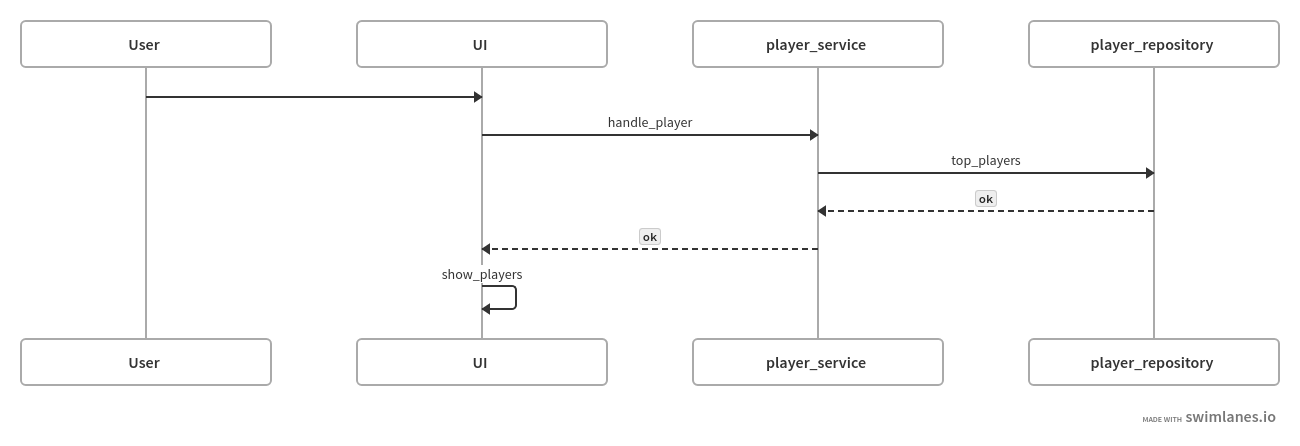 User
UI
player_service
player_repository
handle_player
top_players
ok
ok
show_players
User
UI
player_service
player_repository
MADE WITH swimlanes.io